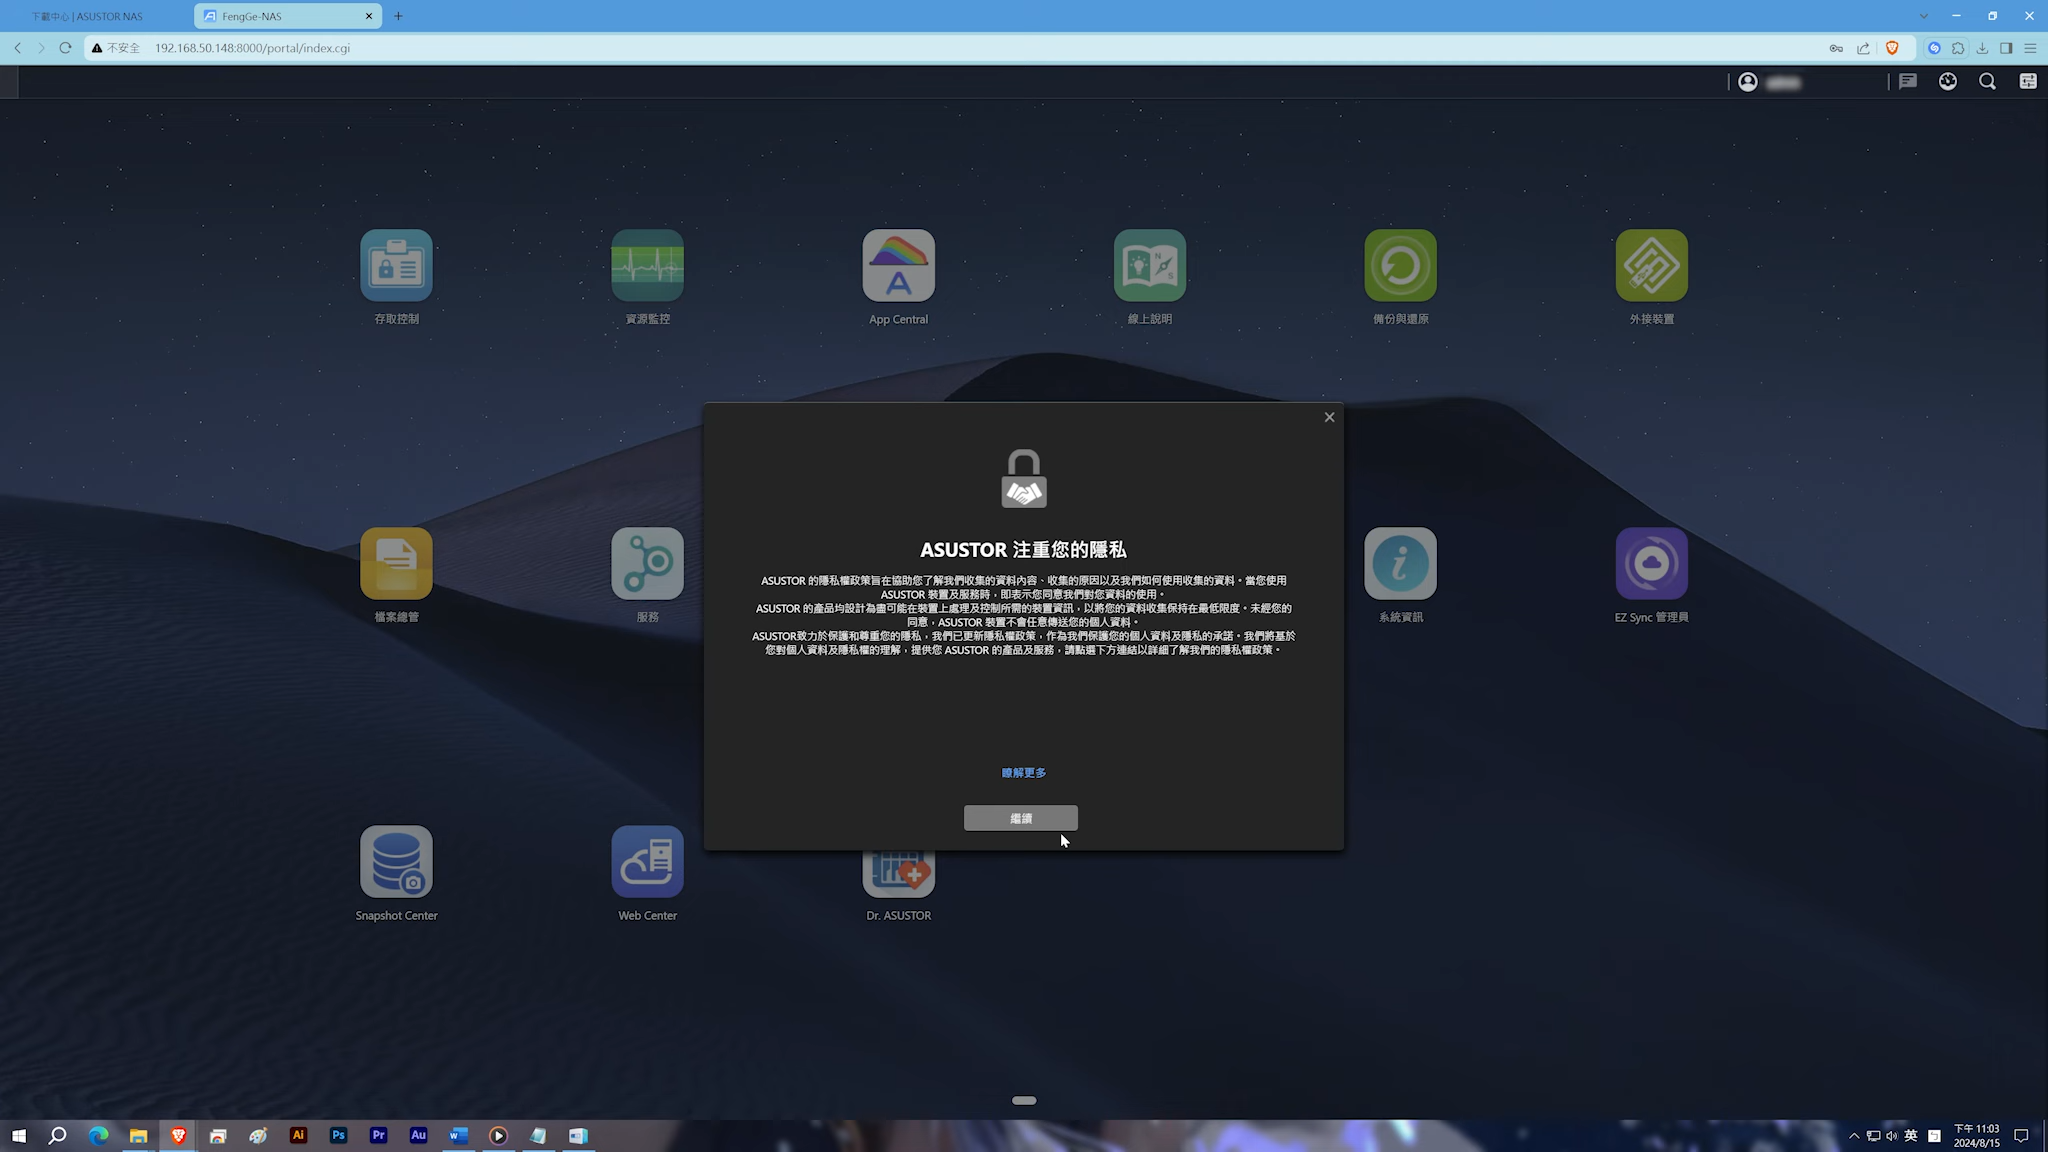 下載中心 | ASUSTOR NAS
FengGe-NAS
不安全
192.168.50.148:8000/portal/index.cgi
存取控制
資源監控
App Central
線上說明
備份與還原
外接裝置
ASUSTOR 注重您的隱私
ASUSTOR 的隱私權政策旨在協助您了解我們收集的資料內容、收集的原因以及我們如何使用收集的資料。當您使用
ASUSTOR 裝置及服務時，即表示您同意我們對您資料的使用。
ASUSTOR 的產品均設計為盡可能在裝置上處理及控制所需的裝置資訊，以將您的資料收集保持在最低限度。未經您的
同意，ASUSTOR 裝置不會任意傳送您的個人資料。
ASUSTOR致力於保護和尊重您的隱私，我們已更新隱私權政策，作為我們保護您的個人資料及隱私的承諾。我們將基於
您對個人資料及隱私權的理解，提供您 ASUSTOR 的產品及服務，請點選下方連結以詳細了解我們的隱私權政策。
瞭解更多
繼續
檔案總管
服務
系統資訊
EZ Sync 管理員
Snapshot Center
Web Center
Dr. ASUSTOR
Ai
Ps
Pr
Au
英
下午 11:03
2024/8/15